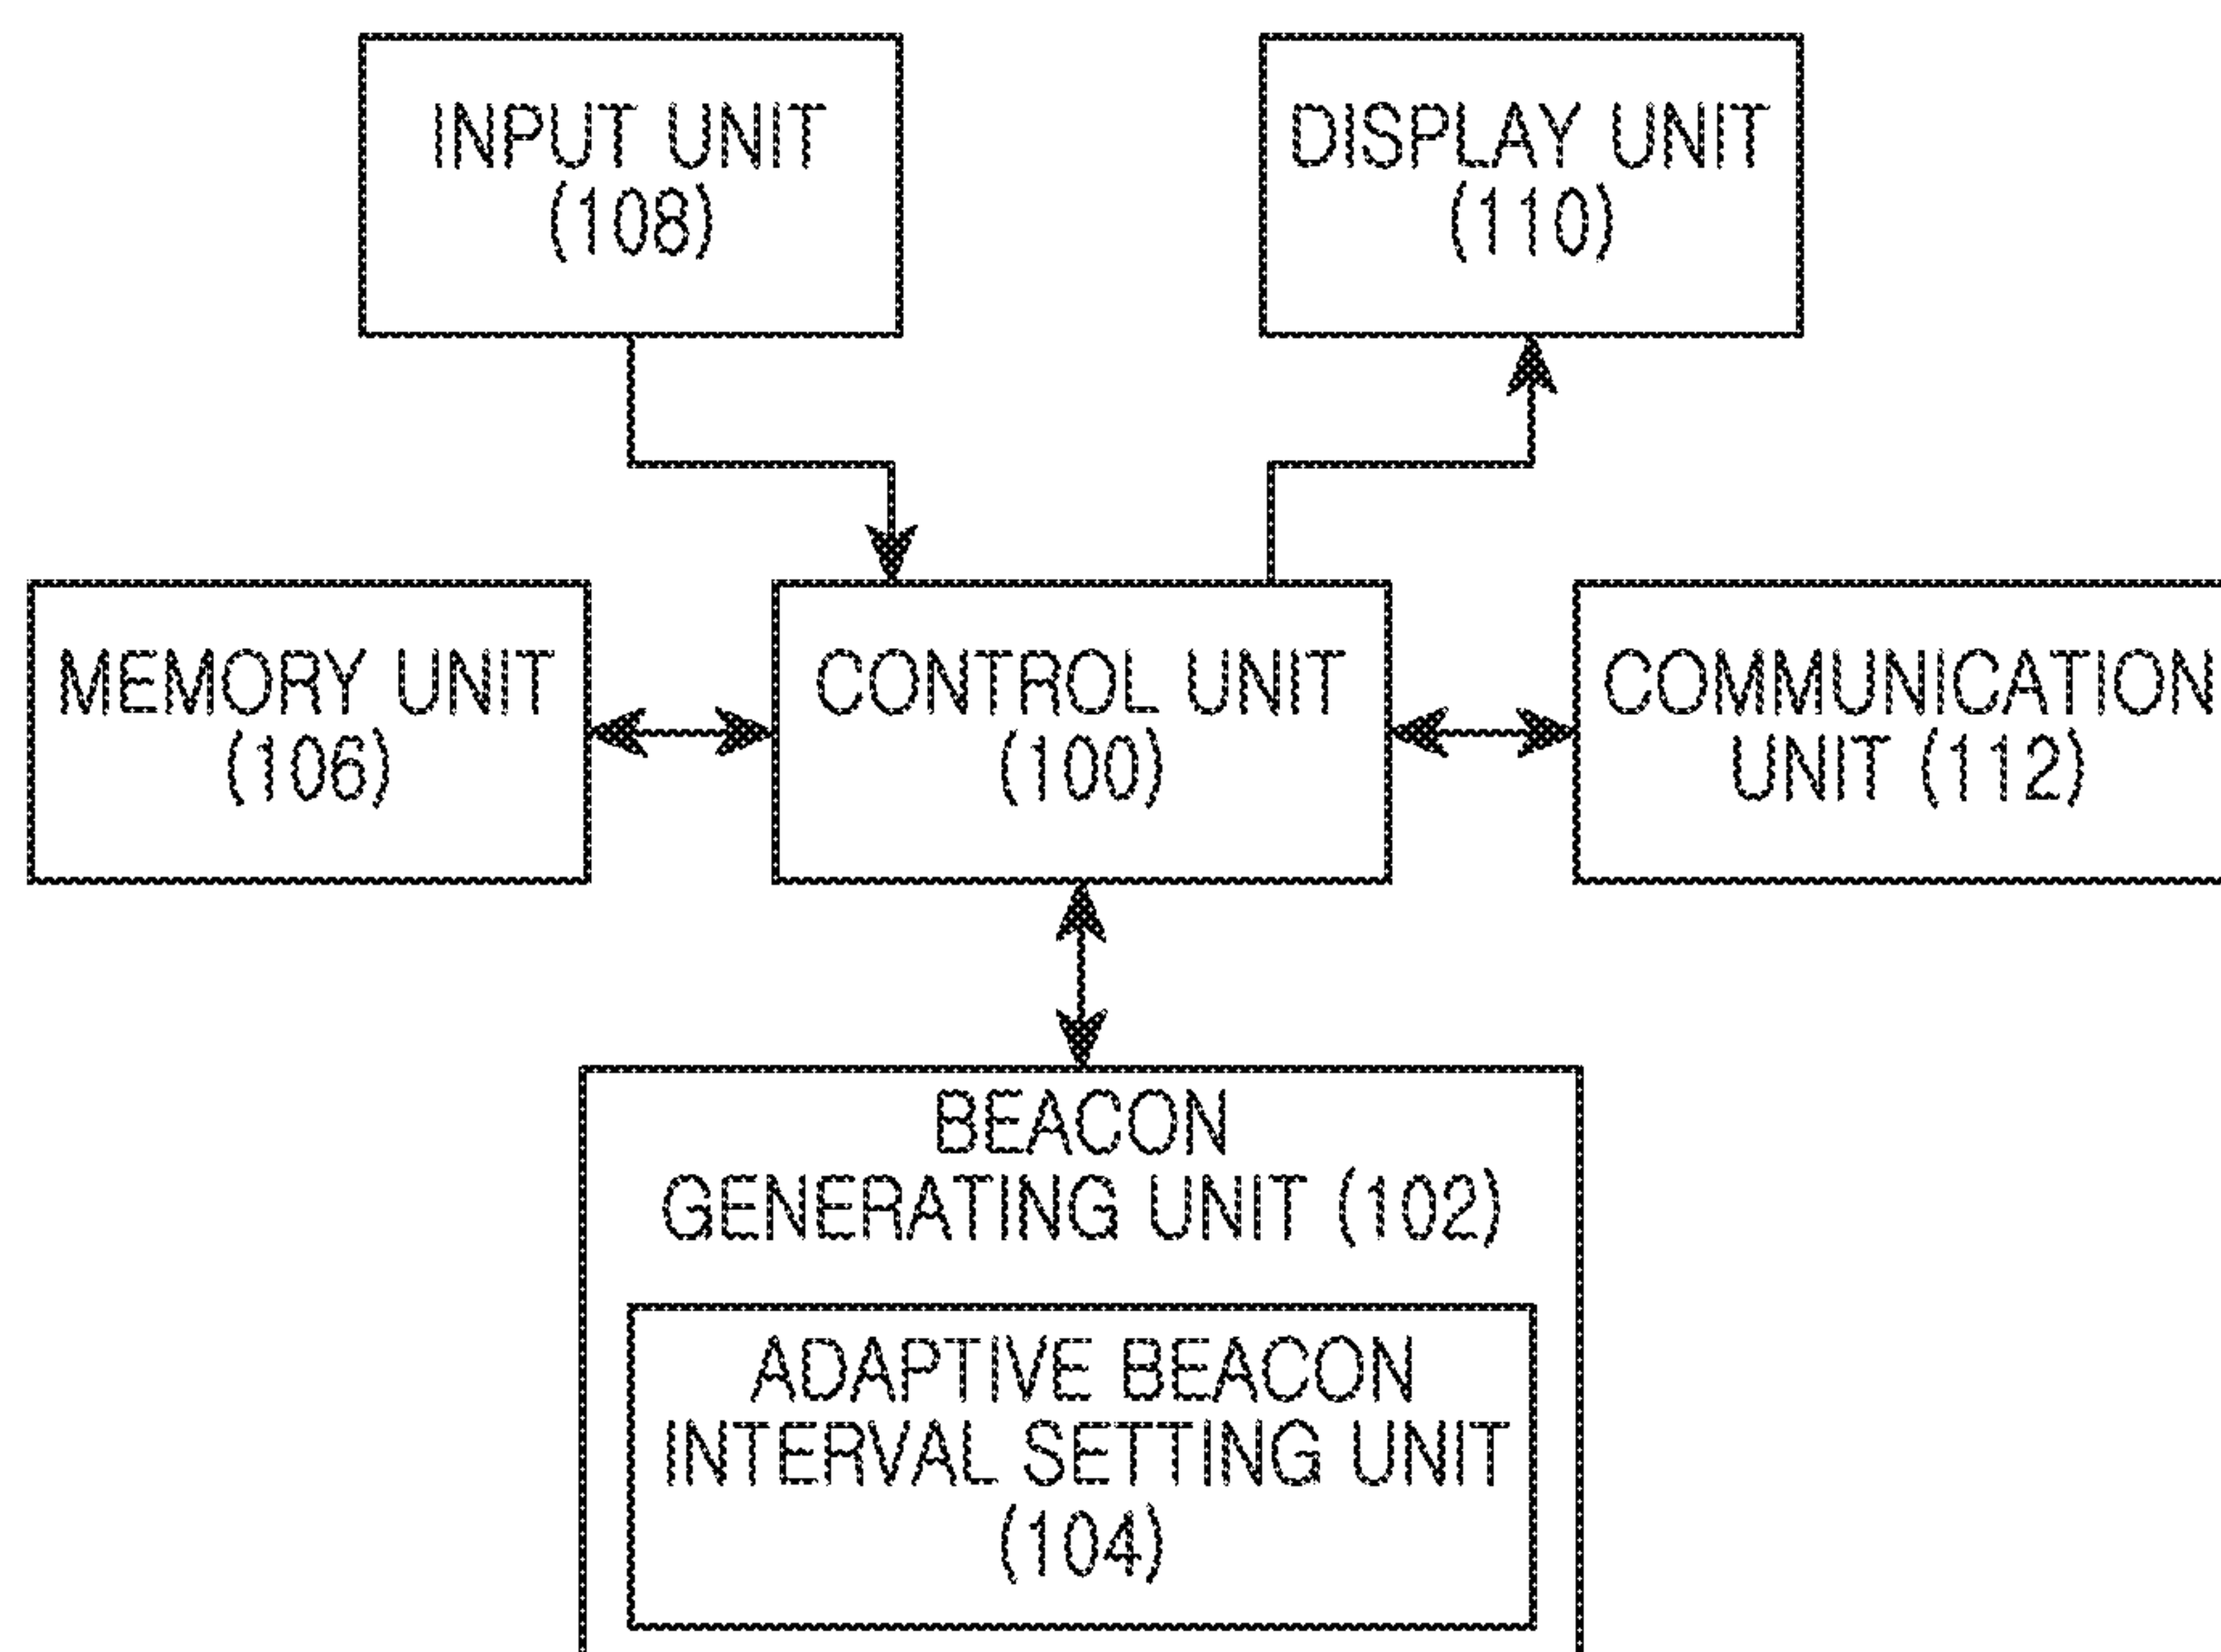 INPUT UNIT
(108)
DISPLAY UNIT
(110)
MEMORY UNIT
(106)
CONTROL UNIT
(100)
COMMUNICATION
UNIT (112)
BEACON
GENERATING UNIT (102)
ADAPTIVE BEACON
INTERVAL SETTING UNIT
(104)